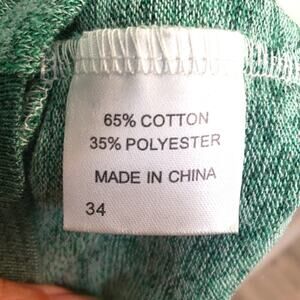 65% COTTON
35% POLYESTER
MADE IN CHINA
34